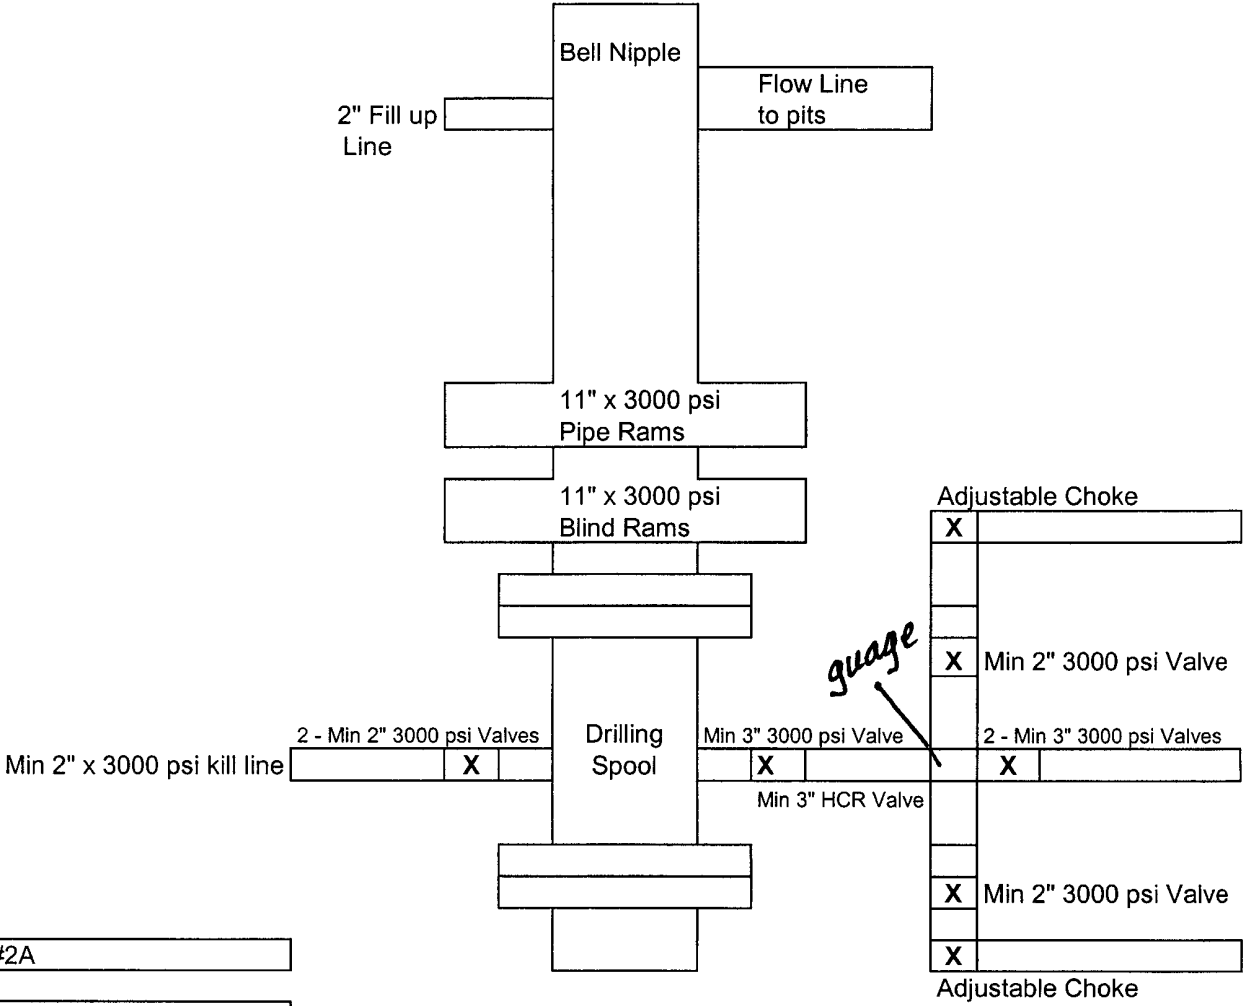 Bell Nipple
Flow Line
to pits
2" Fill up
Line
11" x 3000 psi
Pipe Rams
11" x 3000 psi
Blind Rams
Adjustable Choke
X
guage
X Min 2" 3000 psi Valve
2 - Min 2" 3000 psi Valves
Drilling
Spool
Min 3" 3000 psi Valve
2 - Min 3" 3000 psi Valves
Min 2" x 3000 psi kill line
X
X
X
Min 3" HCR Valve
X Min 2" 3000 psi Valve
#2A
X
Adjustable Choke